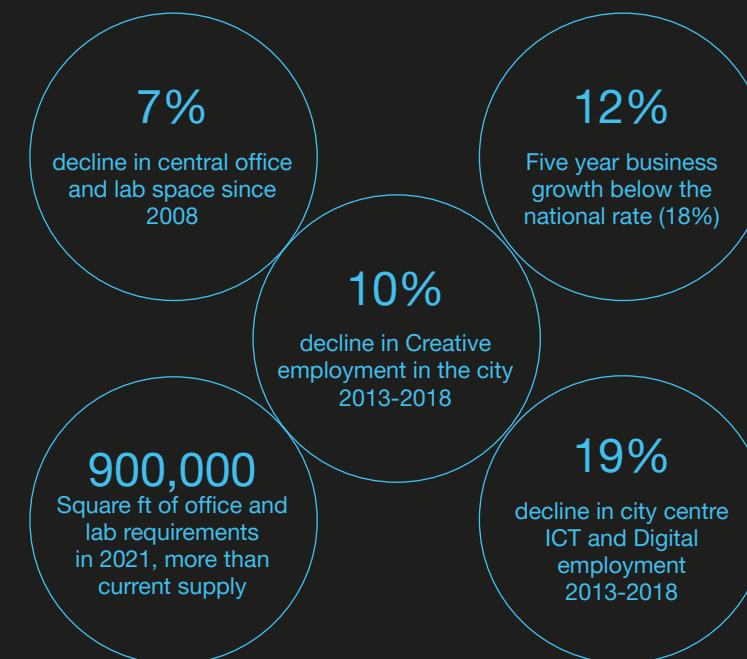 7%
decline in central office
and lab space since
2008
12%
Five year business
growth below the
national rate (18%)
10%
decline in Creative
employment in the city
2013-2018
900,000
Square ft of office and
lab requirements
in 2021, more than
current supply
19%
decline in city centre
ICT and Digital
employment
2013-2018